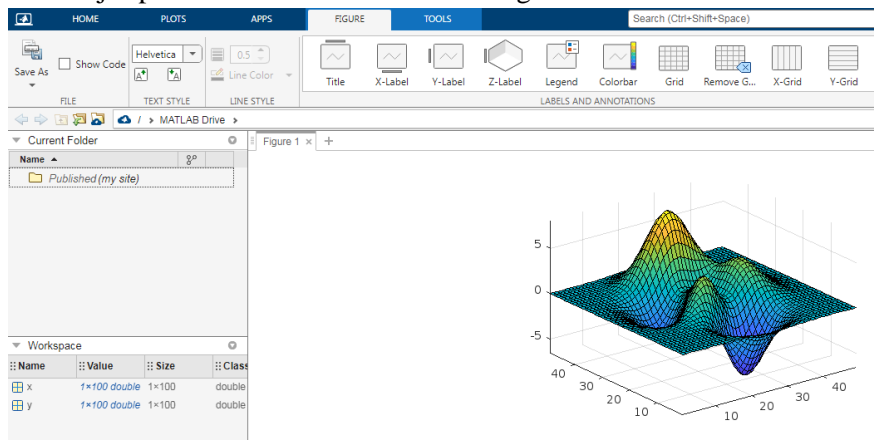 HOME PLOTS APPS FIGURE TOOLS Search (Ctrl+Shift+Space)
Save As Show Code Helvetica 0.5 Line Color Title X-Label Y-Label Z-Label Legend Colorbar Grid Remove G... X-Grid Y-Grid
FILE TEXT STYLE LINE STYLE LABELS AND ANNOTATIONS
/ > MATLAB Drive >
Current Folder Figure 1 × +
Name
Published (my site)
5
0
-5
40 30 20 10
10 20 30 40
Workspace
Name Value Size Class
x 1×100 double 1×100 double
y 1×100 double 1×100 double